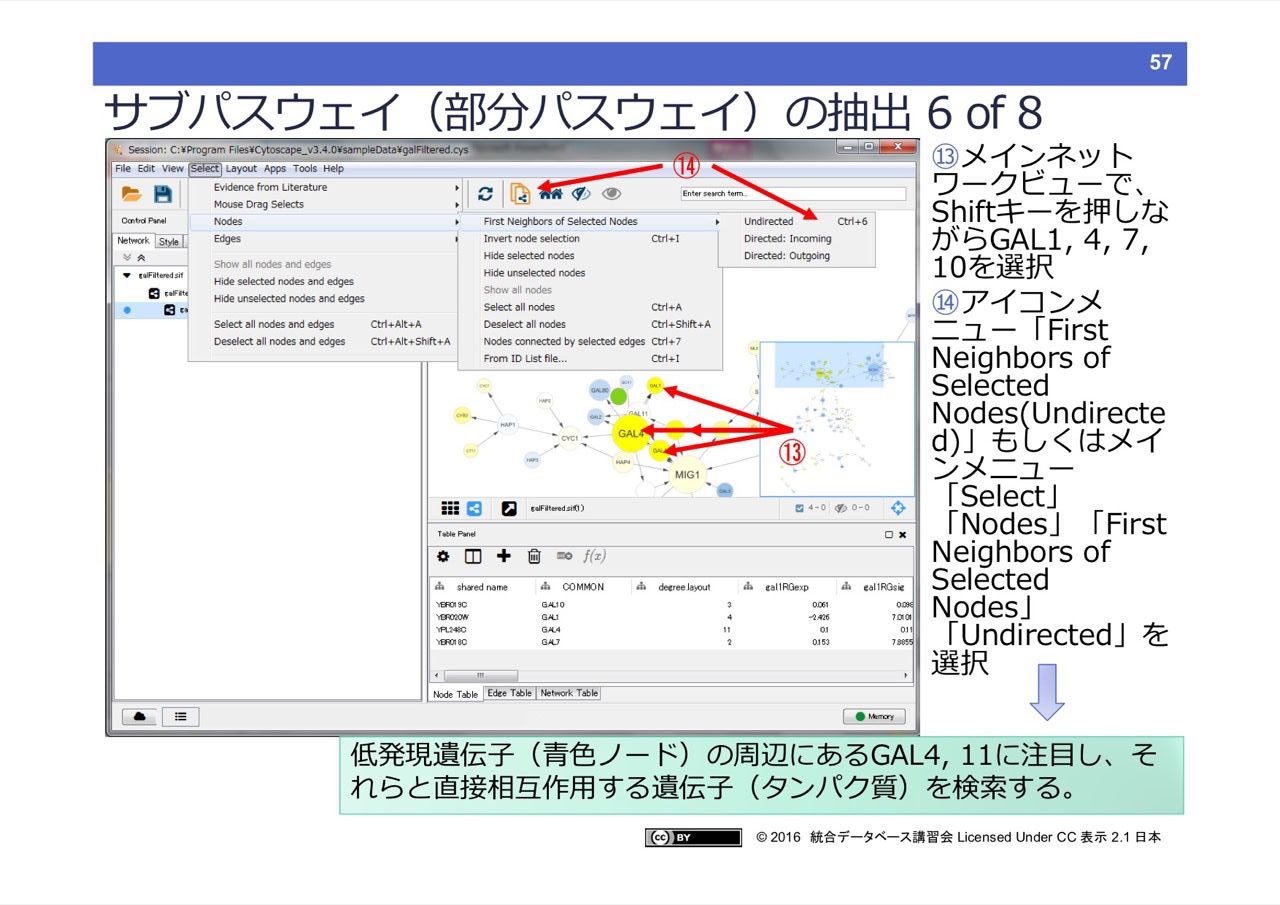 57
サブパスウェイ（部分パスウェイ）の抽出 6 of 8
Session: C:¥Program Files¥Cytoscape_v3.4.0¥sampleData¥galFiltered.cys
File Edit View Select Layout Apps Tools Help
Evidence from Literature
Mouse Drag Selects
Nodes
Edges
Show all nodes and edges
Hide selected nodes and edges
Hide unselected nodes and edges
Select all nodes and edges Ctrl+Alt+A
Deselect all nodes and edges Ctrl+Alt+Shift+A
First Neighbors of Selected Nodes
Invert node selection Ctrl+I
Hide selected nodes
Hide unselected nodes
Show all nodes
Select all nodes Ctrl+A
Deselect all nodes Ctrl+Shift+A
Nodes connected by selected edges Ctrl+7
From ID List file... Ctrl+I
Undirected Ctrl+6
Directed: Incoming
Directed: Outgoing
⑭
Enter search term...
Control Panel
Network Style
galFiltered.sif
galFilte
ga
GAL80
GAL1
HAP2
CYB2
HAP1
GAL2
GAL11
GAL4
CYC1
HAP3
HAP4
MIG1
⑬
galFiltered.sif(1)
4 - 0
0 - 0
Table Panel
f(x)
shared name COMMON degree.layout gal1RGexp gal1RGsig
YBR019C GAL10 3 0.061 0.098
YBR020W GAL1 4 -2.426 7.0101
YPL248C GAL4 11 0.1 0.11
YBR018C GAL7 2 0.153 7.8855
Node Table Edge Table Network Table
Memory
⑬メインネット
ワークビューで、
Shiftキーを押しな
がらGAL1, 4, 7,
10を選択
⑭アイコンメ
ニュー「First
Neighbors of
Selected
Nodes(Undirecte
d)」もしくはメイ
ンメニュー
「Select」
「Nodes」「First
Neighbors of
Selected
Nodes」
「Undirected」を
選択
低発現遺伝子（青色ノード）の周辺にあるGAL4, 11に注目し、そ
れらと直接相互作用する遺伝子（タンパク質）を検索する。
cc BY
© 2016 統合データベース講習会 Licensed Under CC 表示 2.1 日本